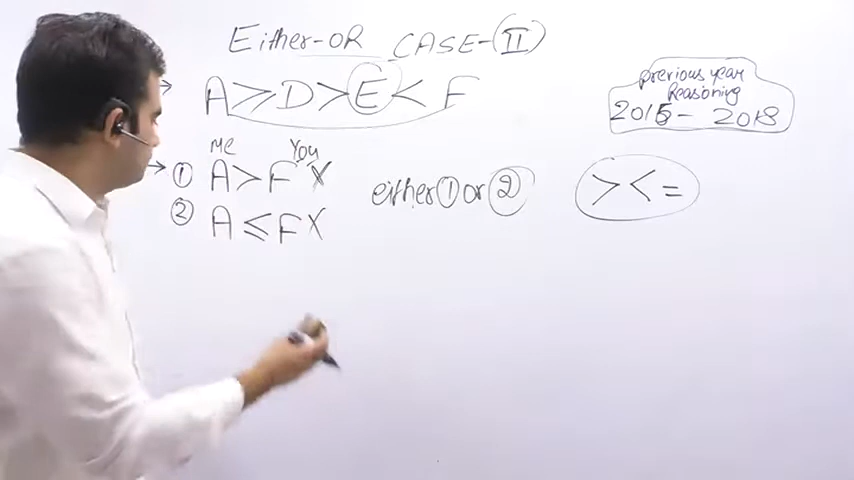 Either-OR CASE-II
previous year
Reasoning
2015 - 2018
→ A ≥ D > E < F
Me You
→ ① A > F X
② A ≤ F X
either ① or ②
> < =